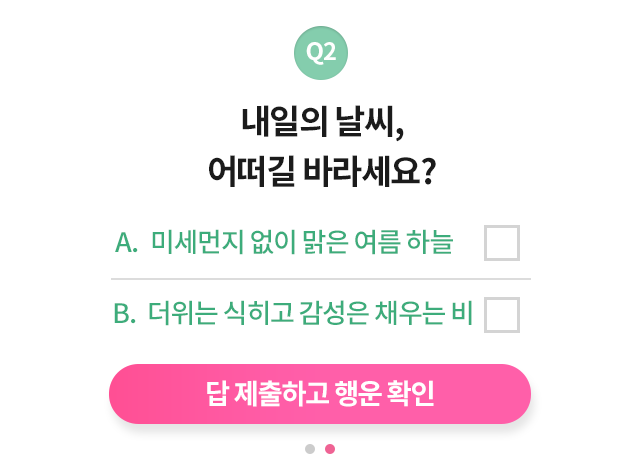 Q2
내일의 날씨,
어떠길 바라세요?
A. 미세먼지 없이 맑은 여름 하늘
B. 더위는 식히고 감성은 채우는 비
답 제출하고 행운 확인